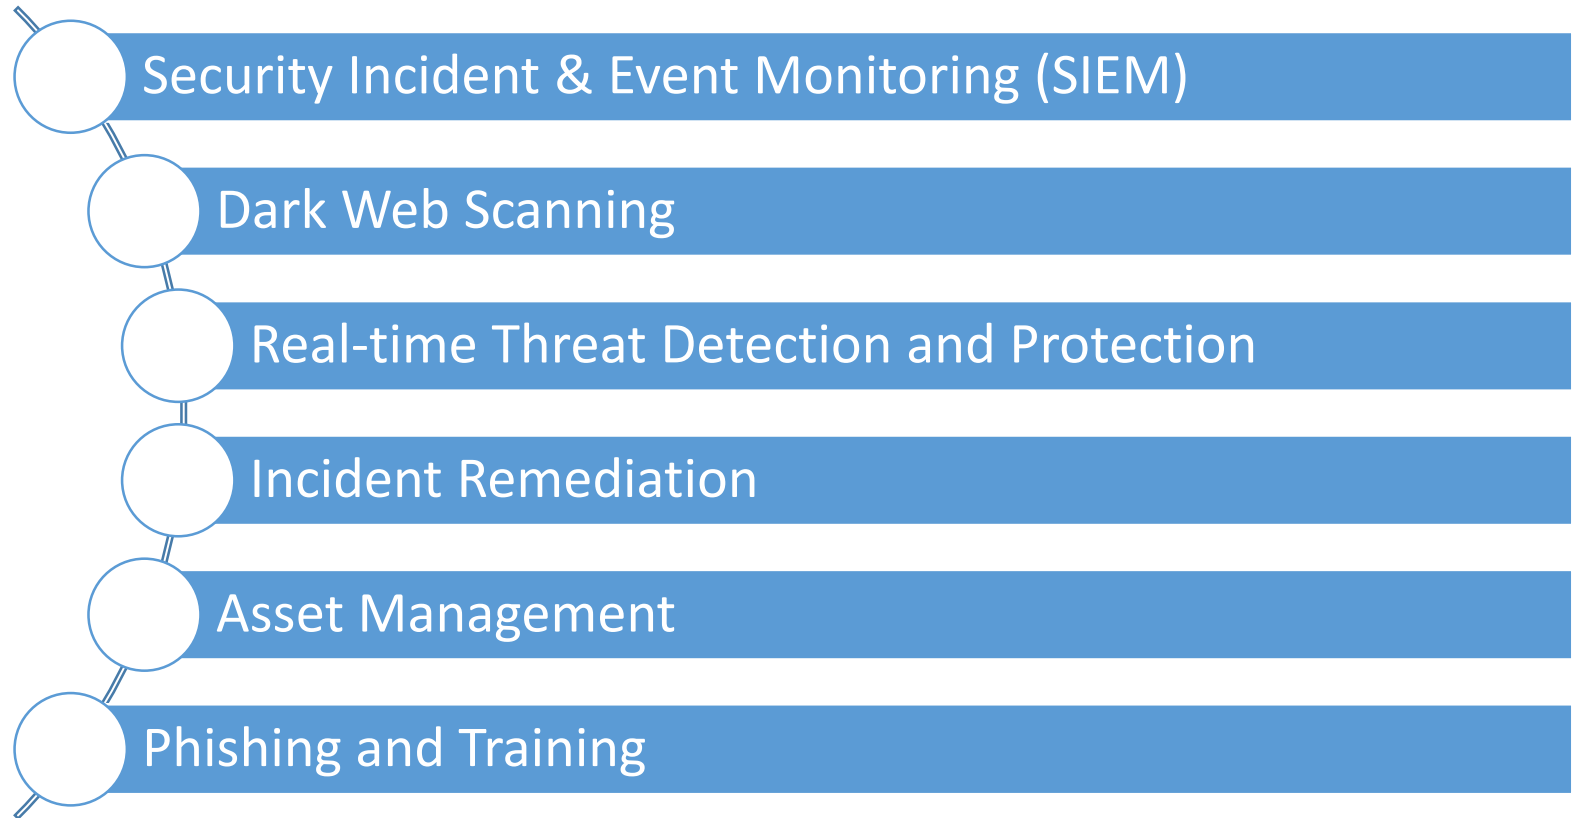 Security Incident & Event Monitoring (SIEM)
Dark Web Scanning
Real-time Threat Detection and Protection
Incident Remediation
Asset Management
Phishing and Training